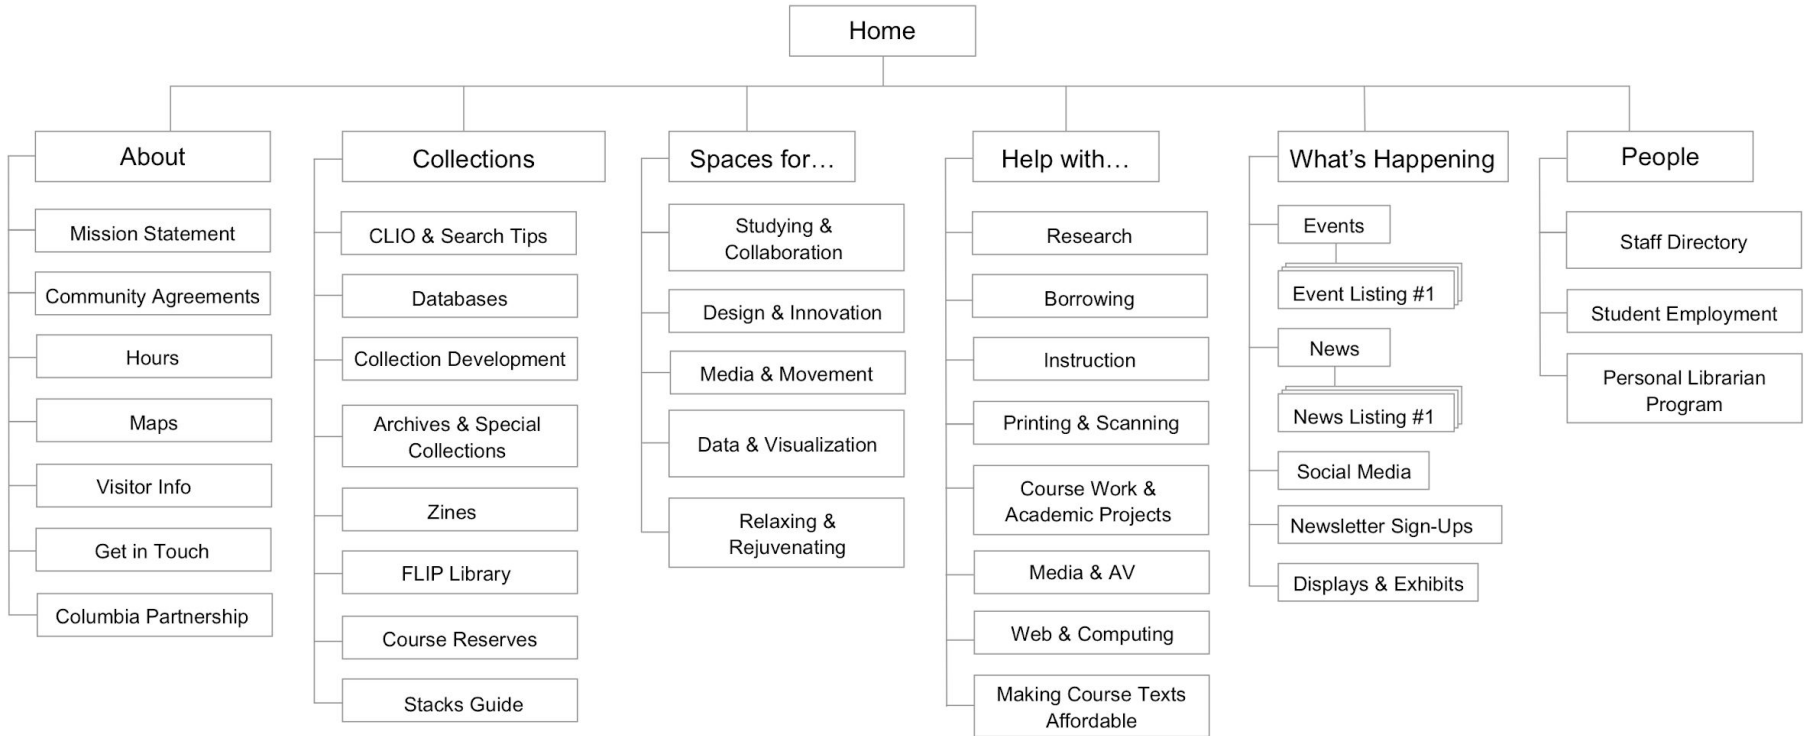 Home
About
Mission Statement
Community Agreements
Hours
Maps
Visitor Info
Get in Touch
Columbia Partnership
Collections
CLIO & Search Tips
Databases
Collection Development
Archives & Special
Collections
Zines
FLIP Library
Course Reserves
Stacks Guide
Spaces for…
Studying &
Collaboration
Design & Innovation
Media & Movement
Data & Visualization
Relaxing &
Rejuvenating
Help with…
Research
Borrowing
Instruction
Printing & Scanning
Course Work &
Academic Projects
Media & AV
Web & Computing
Making Course Texts
Affordable
What’s Happening
Events
Event Listing #1
News
News Listing #1
Social Media
Newsletter Sign-Ups
Displays & Exhibits
People
Staff Directory
Student Employment
Personal Librarian
Program